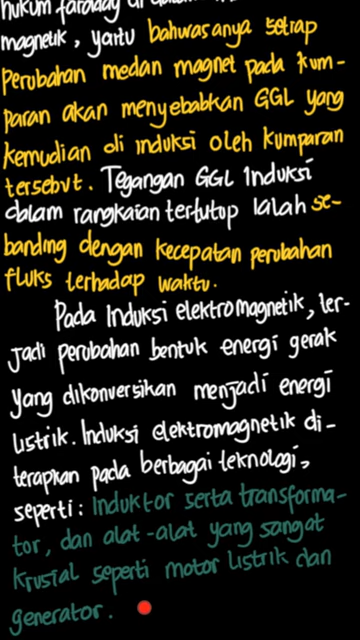 hukum faraday di
magnetik, yaitu bahwasanya setiap
perubahan medan magnet pada kum-
paran akan menyebabkan GGL yang
kemudian di induksi oleh kumparan
tersebut. Tegangan GGL Induksi
dalam rangkaian tertutup ialah se-
banding dengan kecepatan perubahan
fluks terhadap waktu.
Pada Induksi elektromagnetik, ter-
jadi perubahan bentuk energi gerak
yang dikonversikan menjadi energi
listrik. Induksi elektromagnetik di-
terapkan pada berbagai teknologi,
seperti: Induktor serta transforma-
tor, dan alat-alat yang sangat
krusial seperti motor listrik dan
generator.